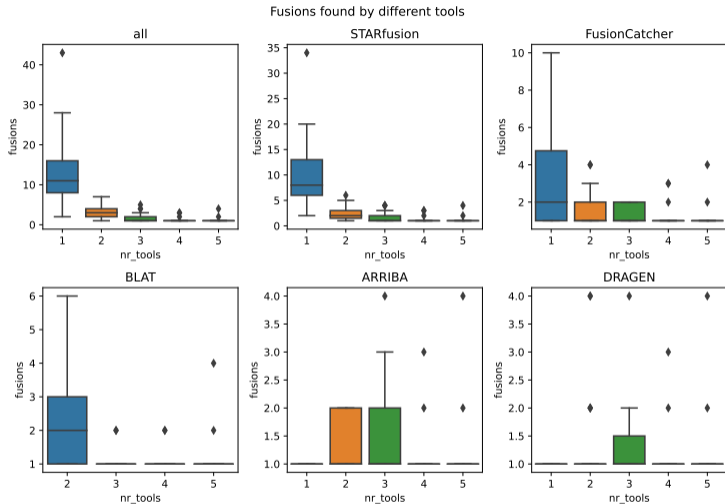 Fusions found by different tools
all
STARfusion
FusionCatcher
40
30
20
10
0
fusions
1 2 3 4 5
nr_tools
35
30
25
20
15
10
5
0
fusions
1 2 3 4 5
nr_tools
10
8
6
4
2
fusions
1 2 3 4 5
nr_tools
BLAT
ARRIBA
DRAGEN
6
5
4
3
2
1
fusions
2 3 4 5
nr_tools
4.0
3.5
3.0
2.5
2.0
1.5
1.0
fusions
1 2 3 4 5
nr_tools
4.0
3.5
3.0
2.5
2.0
1.5
1.0
fusions
1 2 3 4 5
nr_tools